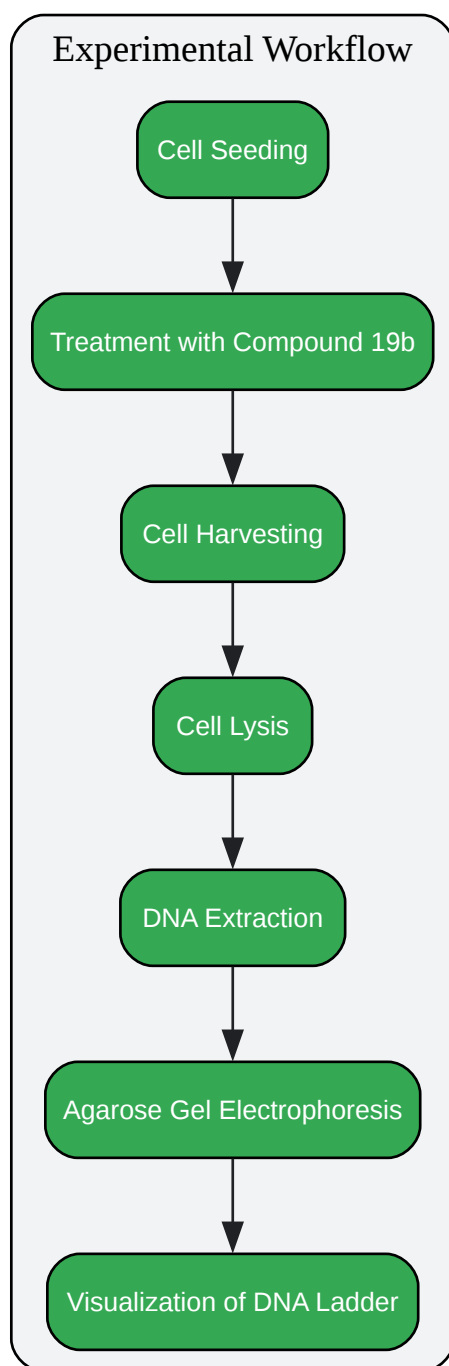 Experimental Workflow
Cell Seeding
Treatment with Compound 19b
Cell Harvesting
Cell Lysis
DNA Extraction
Agarose Gel Electrophoresis
Visualization of DNA Ladder